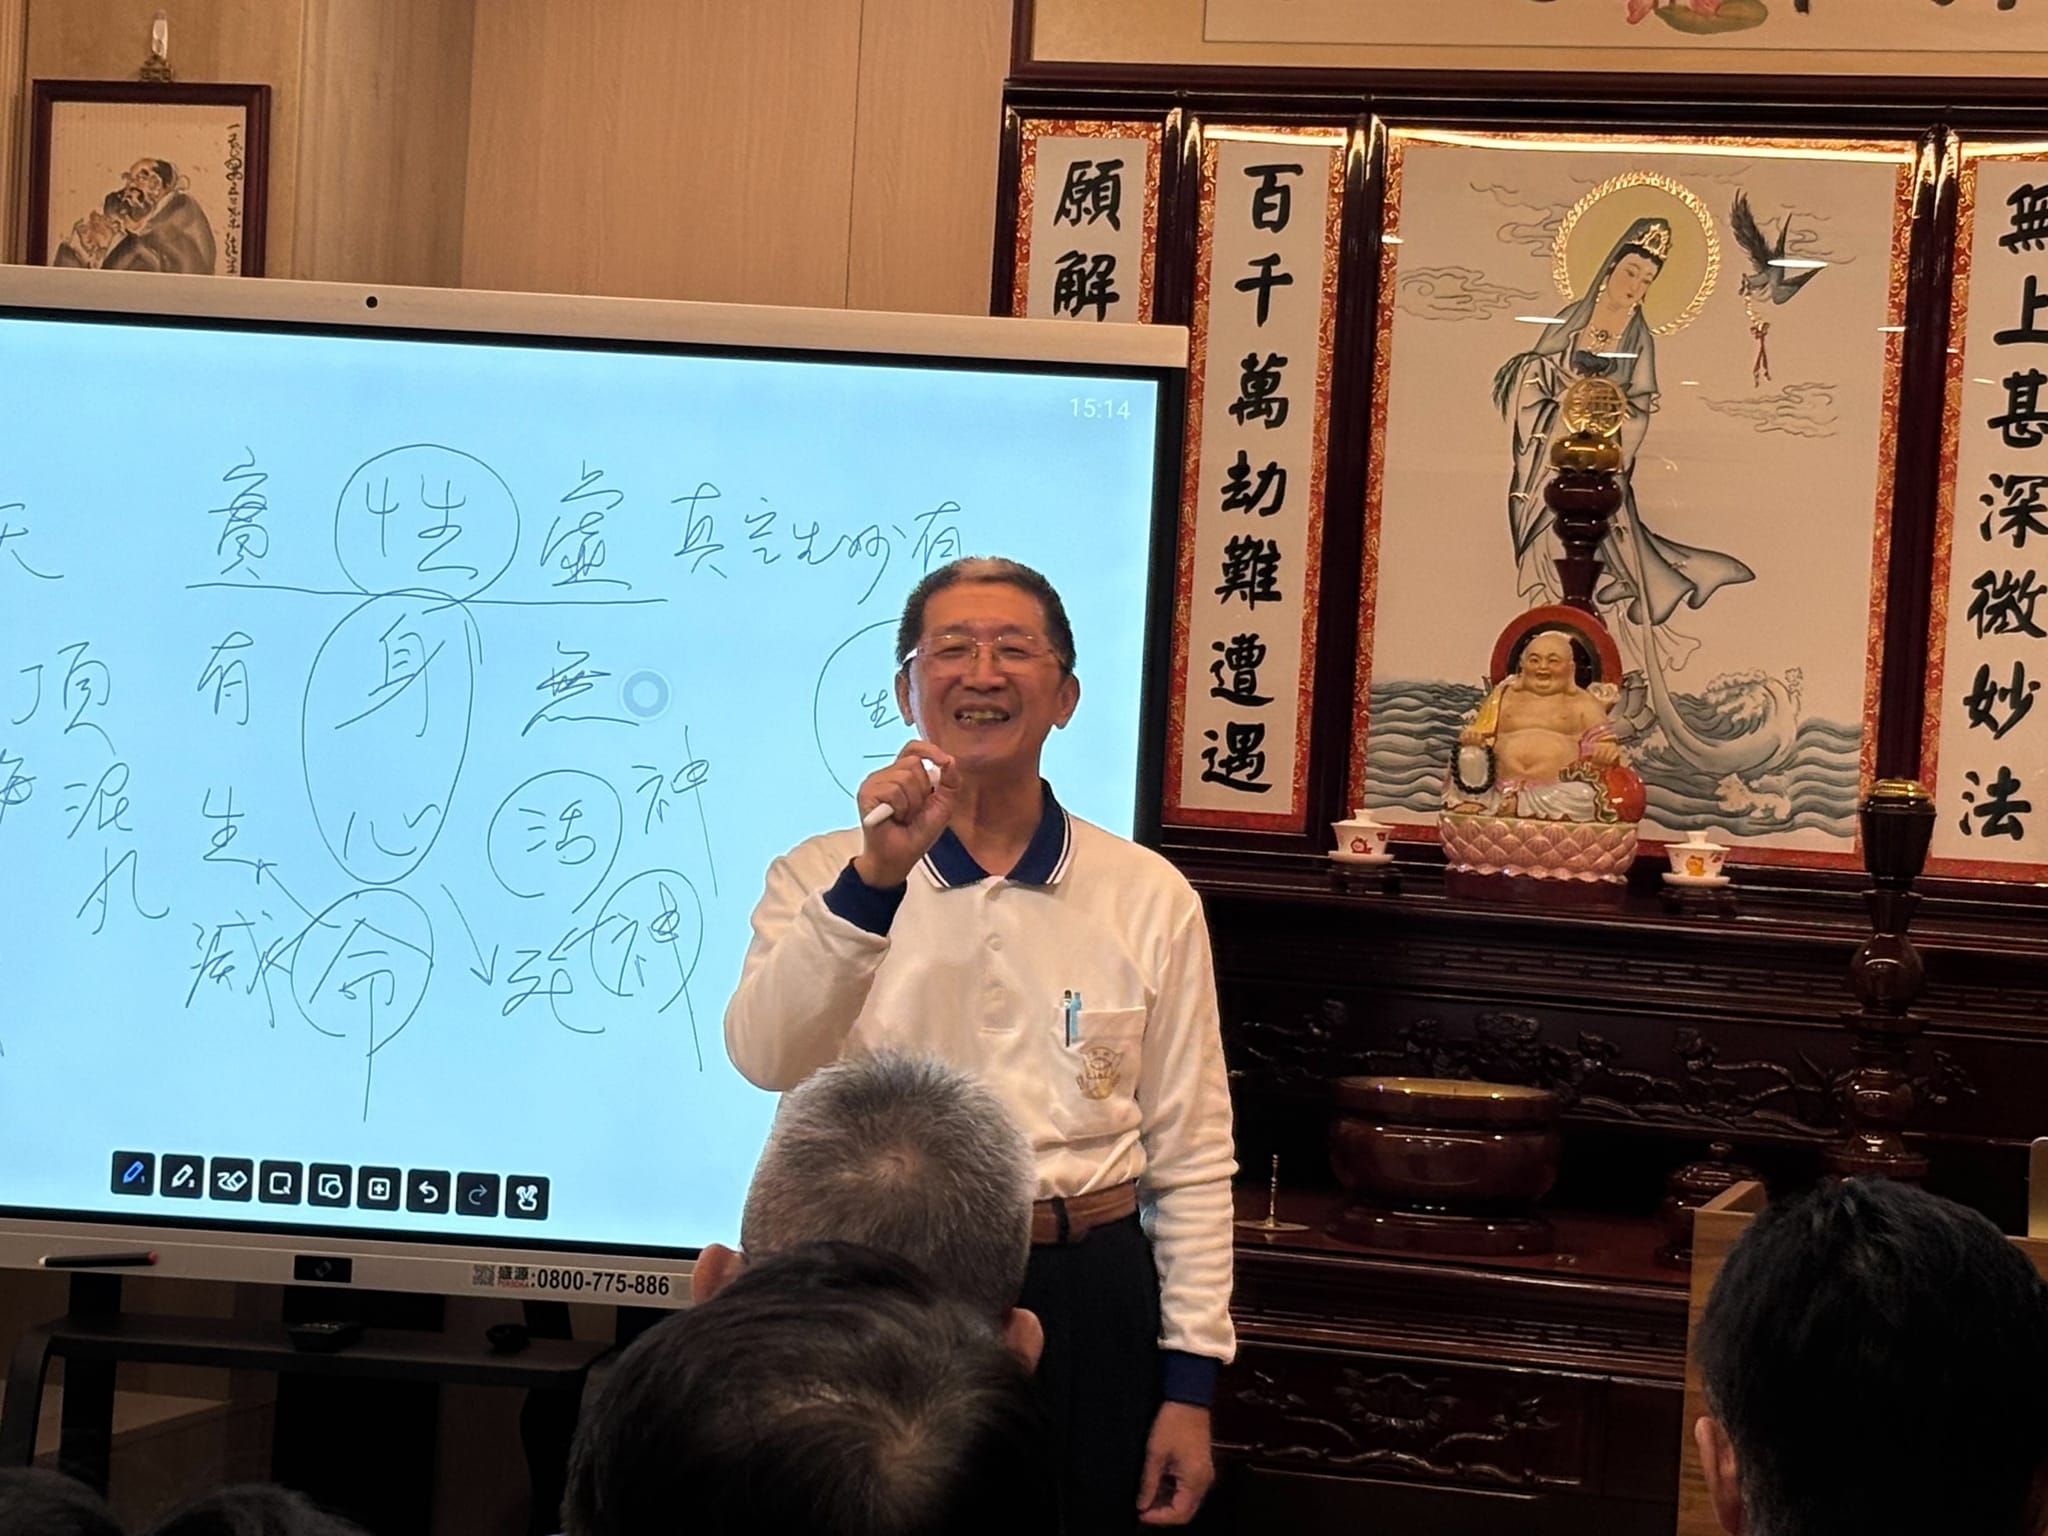 無上甚深微妙法
百千萬劫難遭遇
願解
15:14
天 實 性 虛 真空生妙有
頂 有 身 無 生
混 生 心 活 神
丸 滅 命 死 神
盛源:0800-775-886